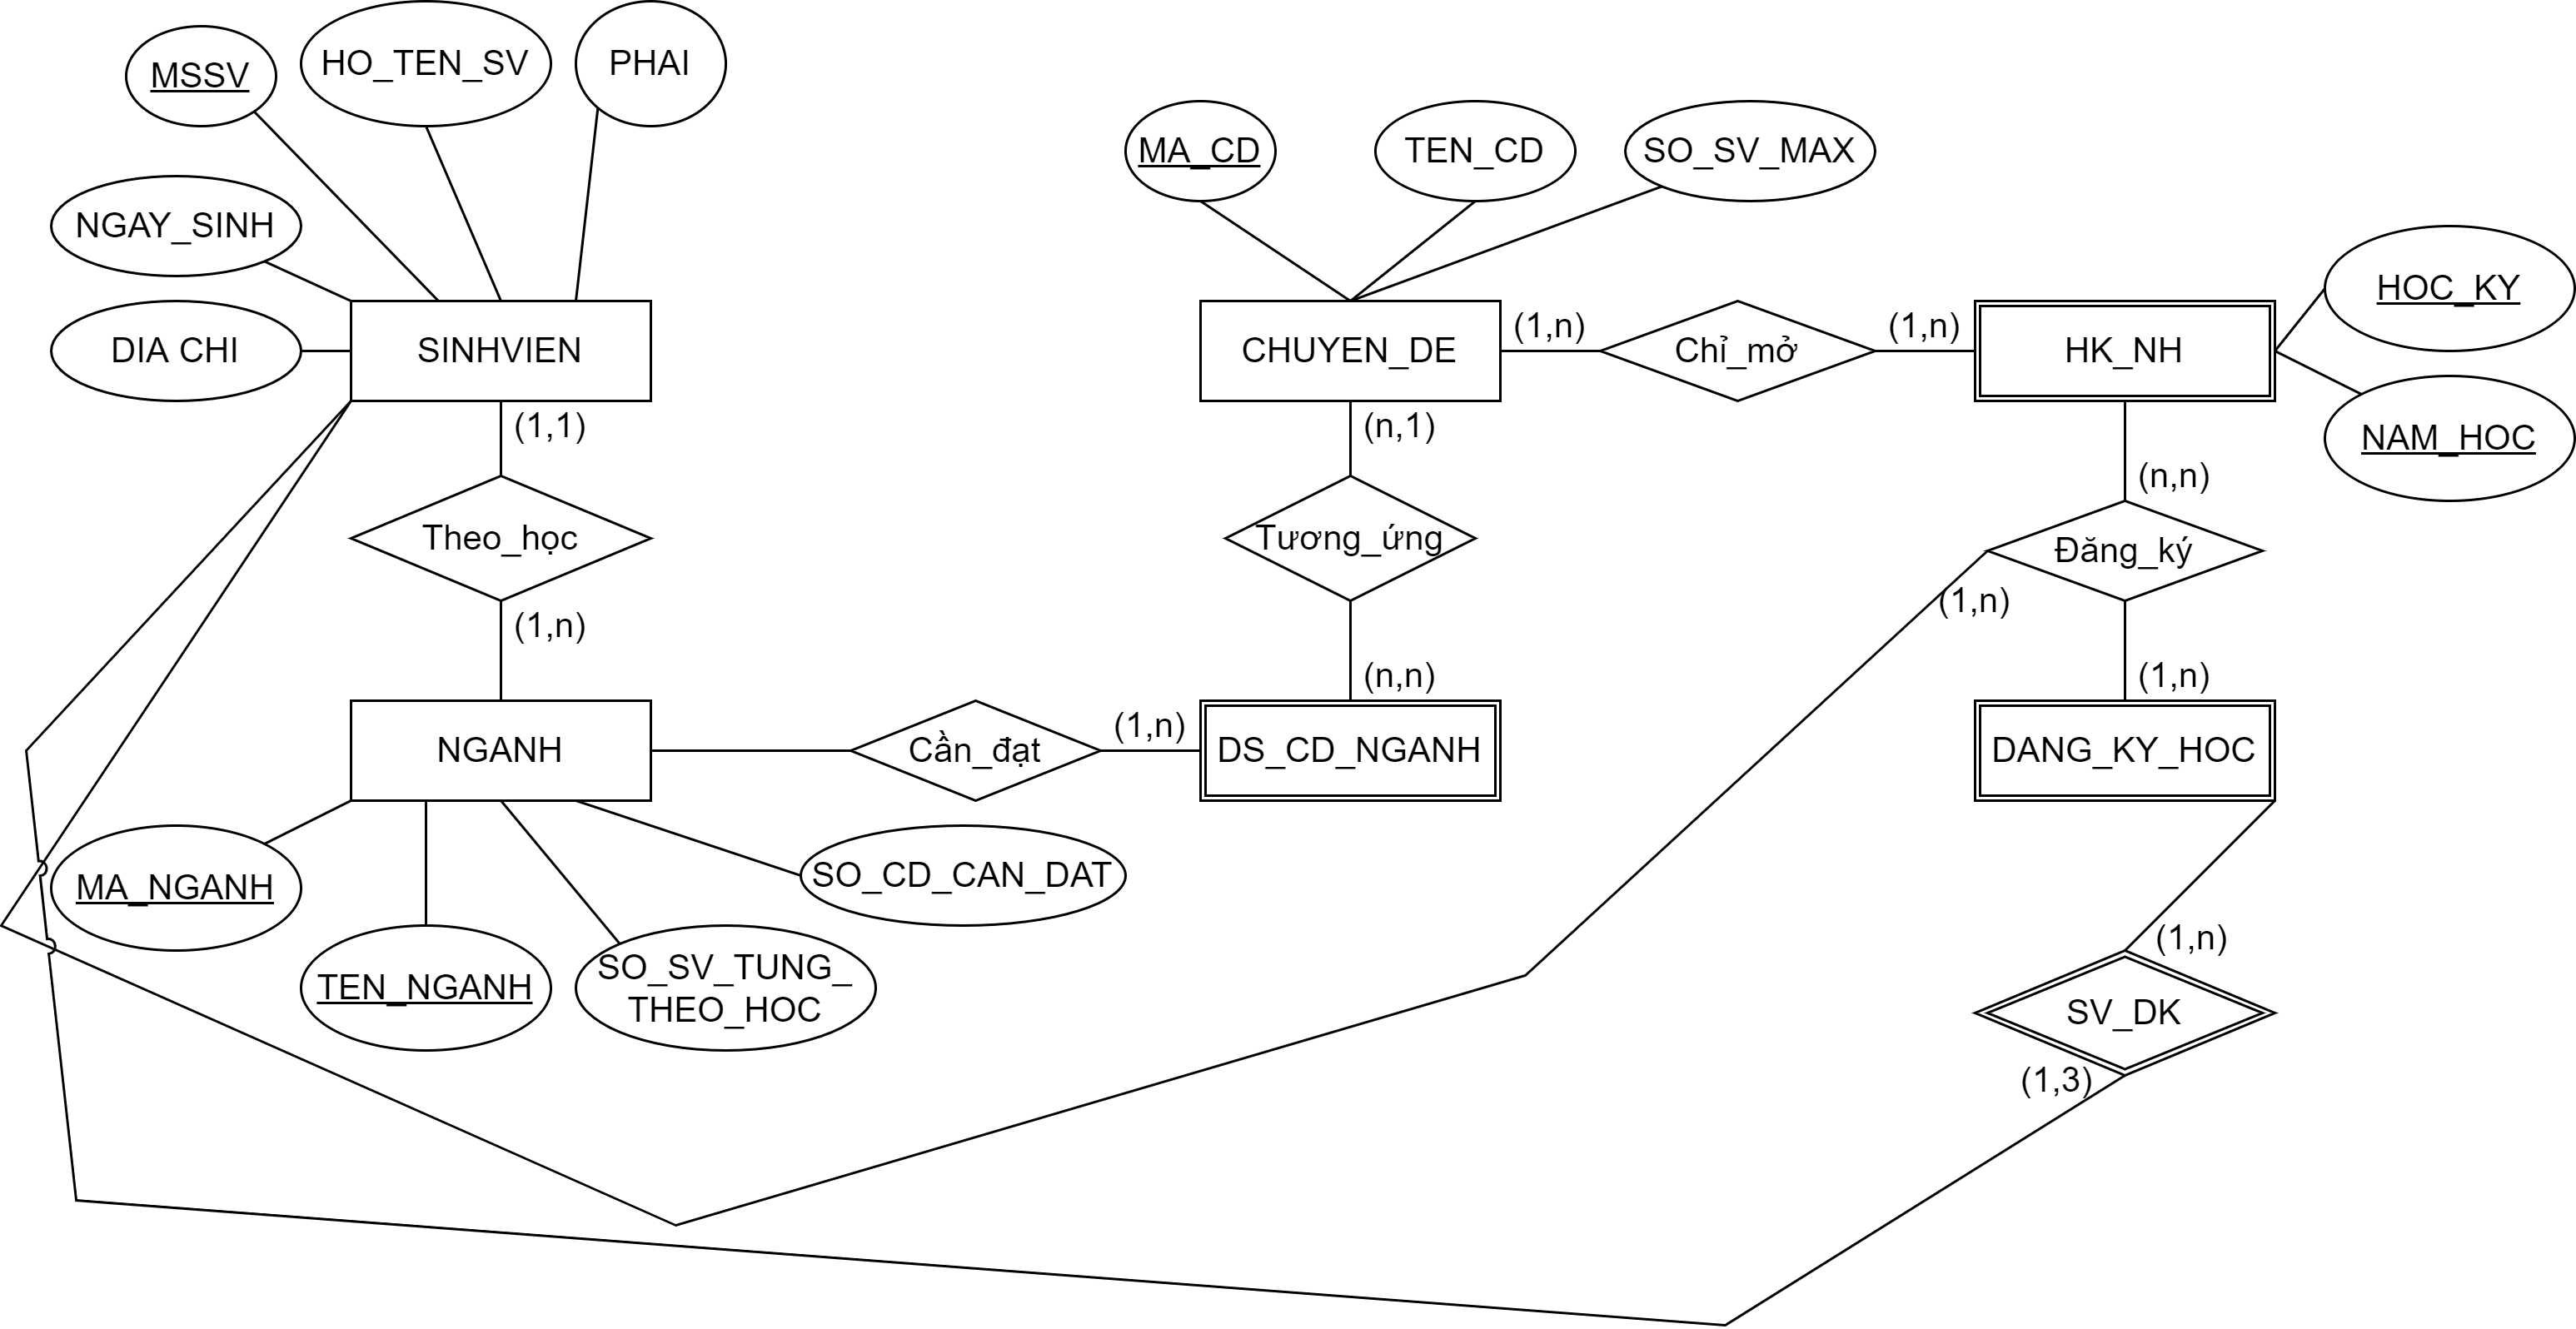 MSSV
HO_TEN_SV
PHAI
NGAY_SINH
DIA CHI
SINHVIEN
(1,1)
Theo_học
(1,n)
NGANH
MA_NGANH
TEN_NGANH
SO_SV_TUNG_
THEO_HOC
SO_CD_CAN_DAT
Cần_đạt
(1,n)
DS_CD_NGANH
(n,n)
Tương_ứng
(n,1)
CHUYEN_DE
MA_CD
TEN_CD
SO_SV_MAX
(1,n)
Chỉ_mở
(1,n)
HK_NH
HOC_KY
NAM_HOC
(n,n)
Đăng_ký
(1,n)
(1,n)
DANG_KY_HOC
(1,n)
SV_DK
(1,3)